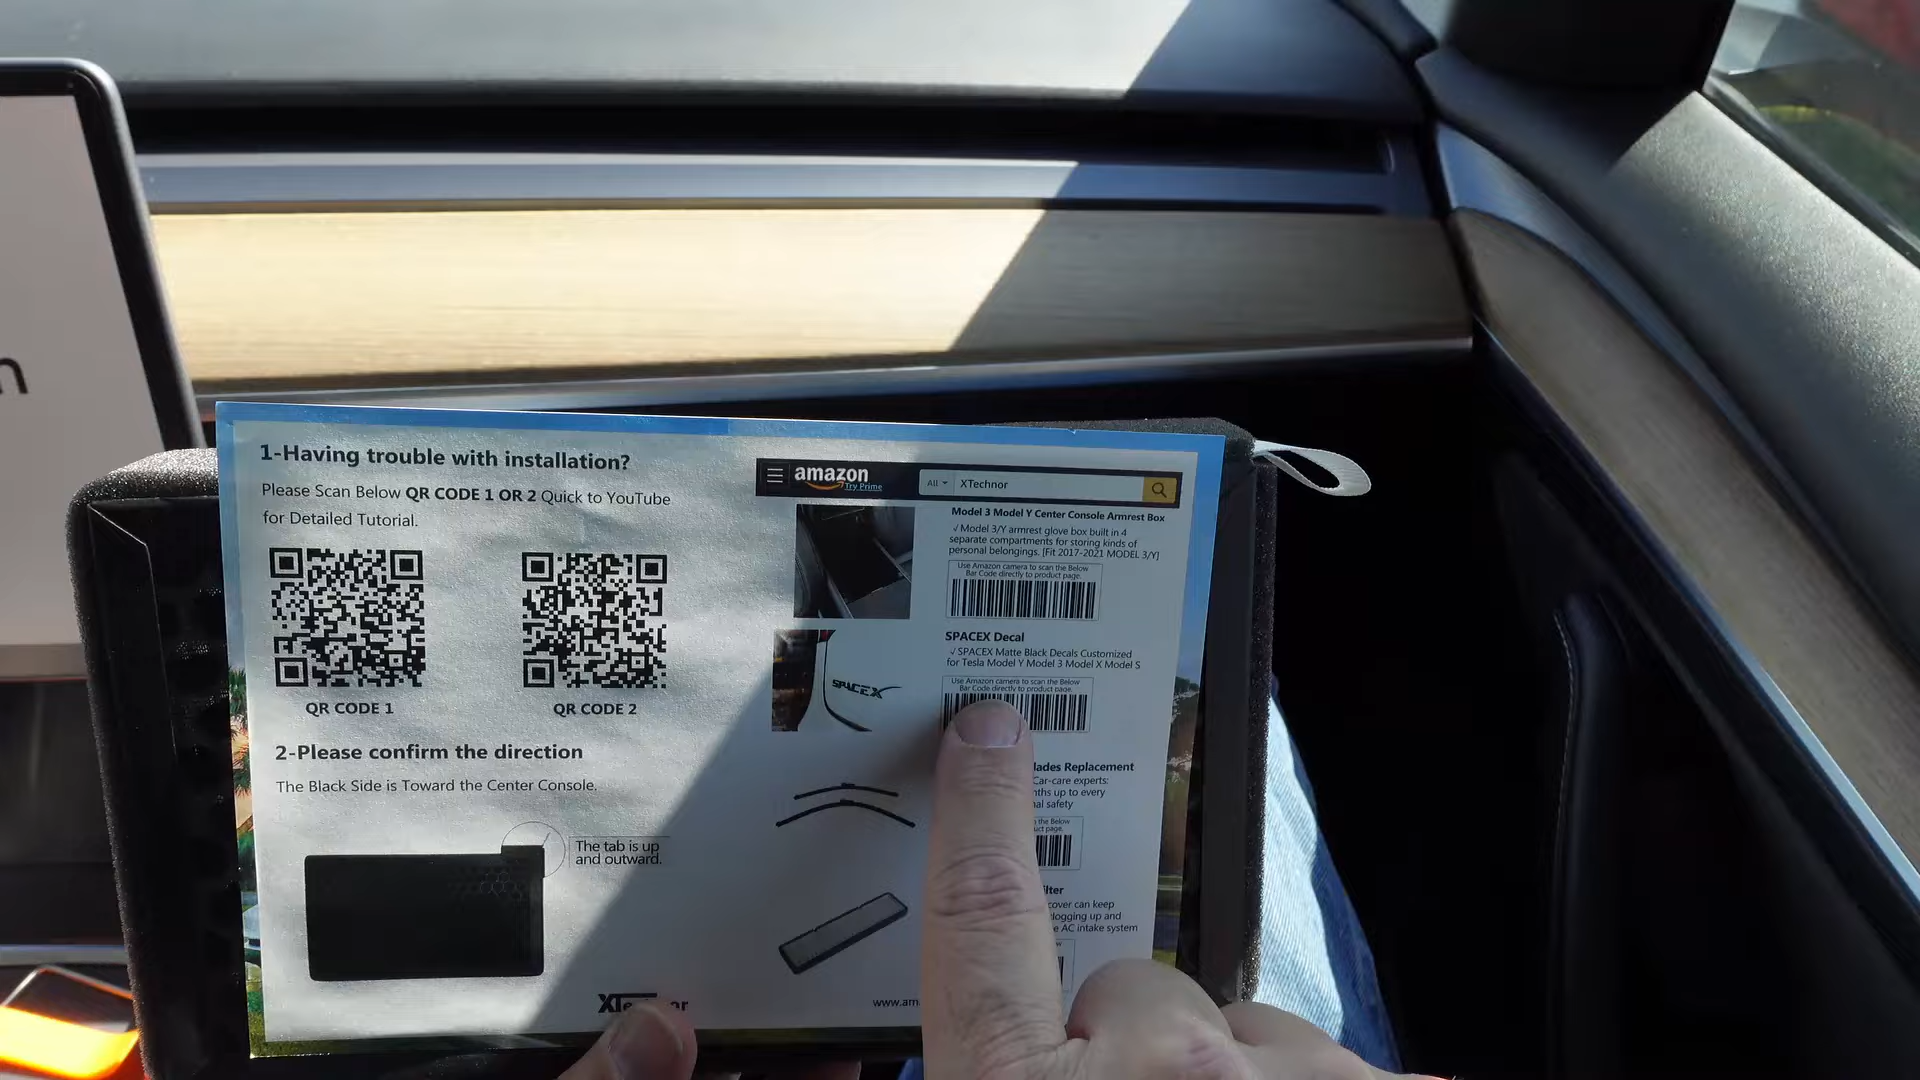 n
1-Having trouble with installation?
Please Scan Below QR CODE 1 OR 2 Quick to YouTube
for Detailed Tutorial.
QR CODE 1
QR CODE 2
2-Please confirm the direction
The Black Side is Toward the Center Console.
The tab is up
and outward.
amazon
Try Prime
All
XTechnor
Model 3 Model Y Center Console Armrest Box
√ Model 3/Y armrest glove box built in 4
separate compartments for storing kinds of
personal belongings. [Fit 2017-2021 MODEL 3/Y]
Use Amazon camera to scan the Below
Bar Code directly to product page.
SPACEX
SPACEX Decal
√ SPACEX Matte Black Decals Customized
for Tesla Model Y Model 3 Model X Model S
Use Amazon camera to scan the Below
Bar Code directly to product page.
Replacement
Car-care experts:
up to every
safety
the Below
page.
cover can keep
up and
AC intake system